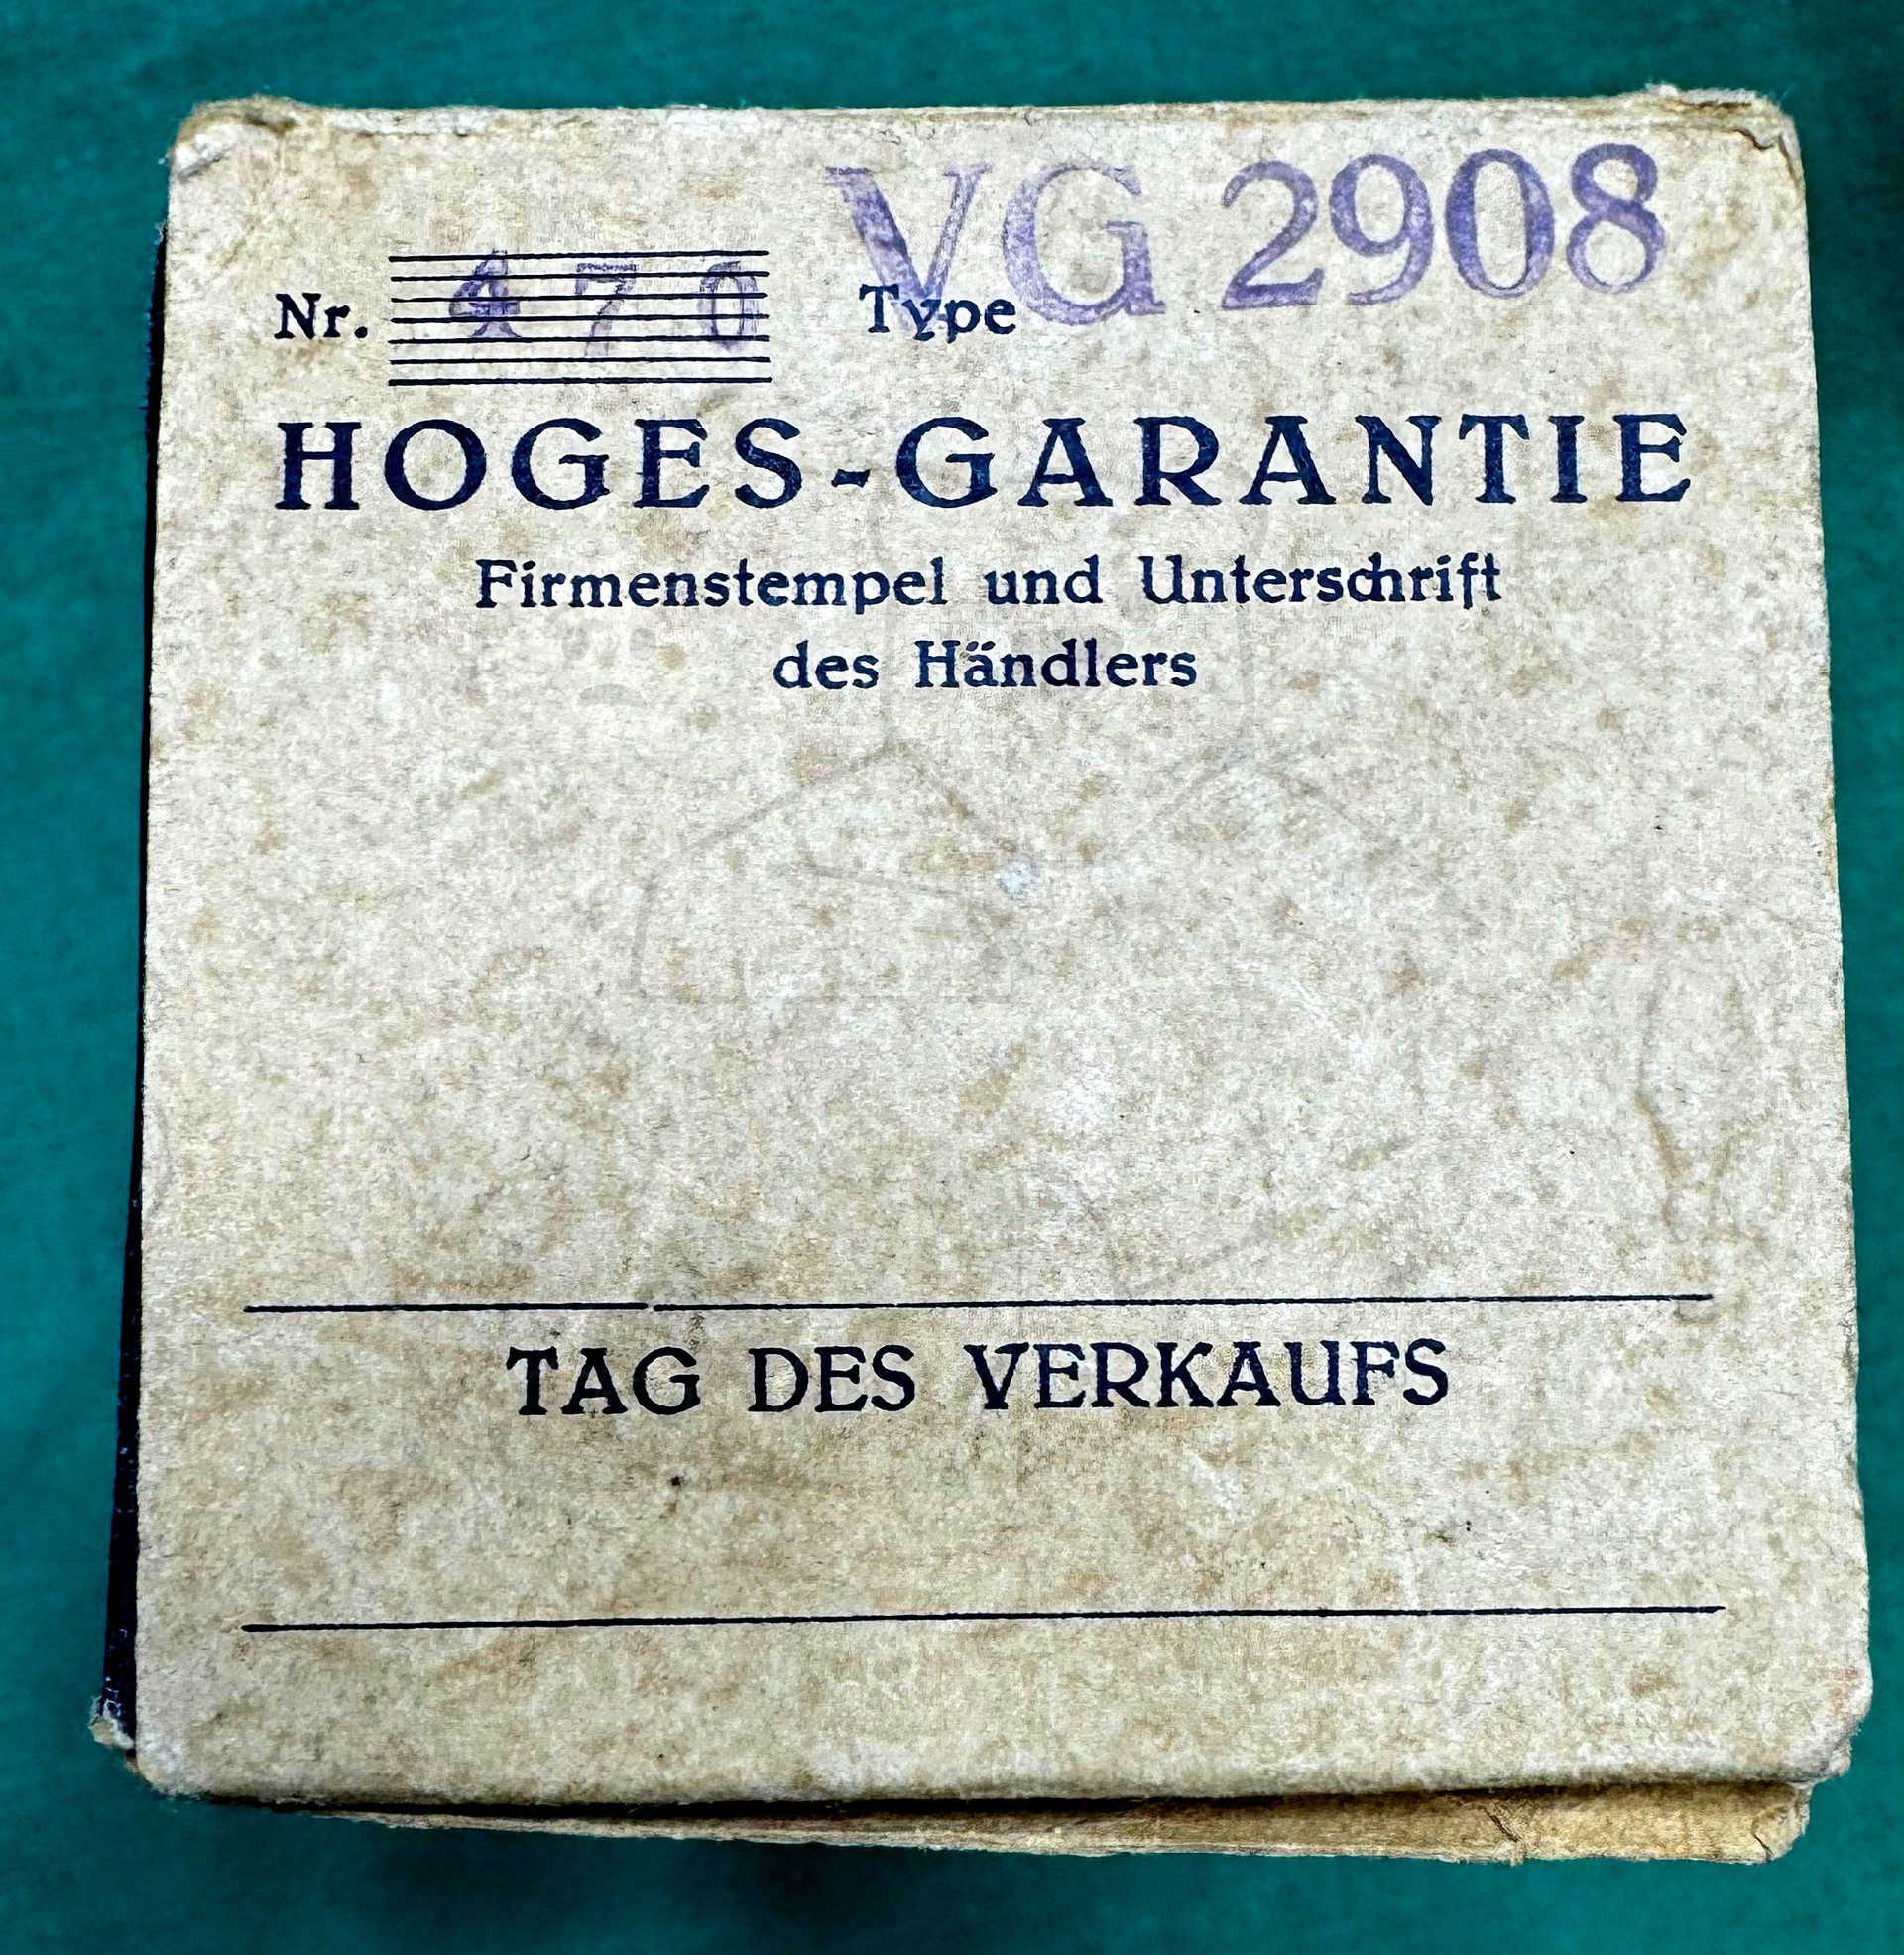 VG 2908
Nr. 470 Type
HOGES-GARANTIE
Firmenstempel und Unterschrift
des Händlers
TAG DES VERKAUFS